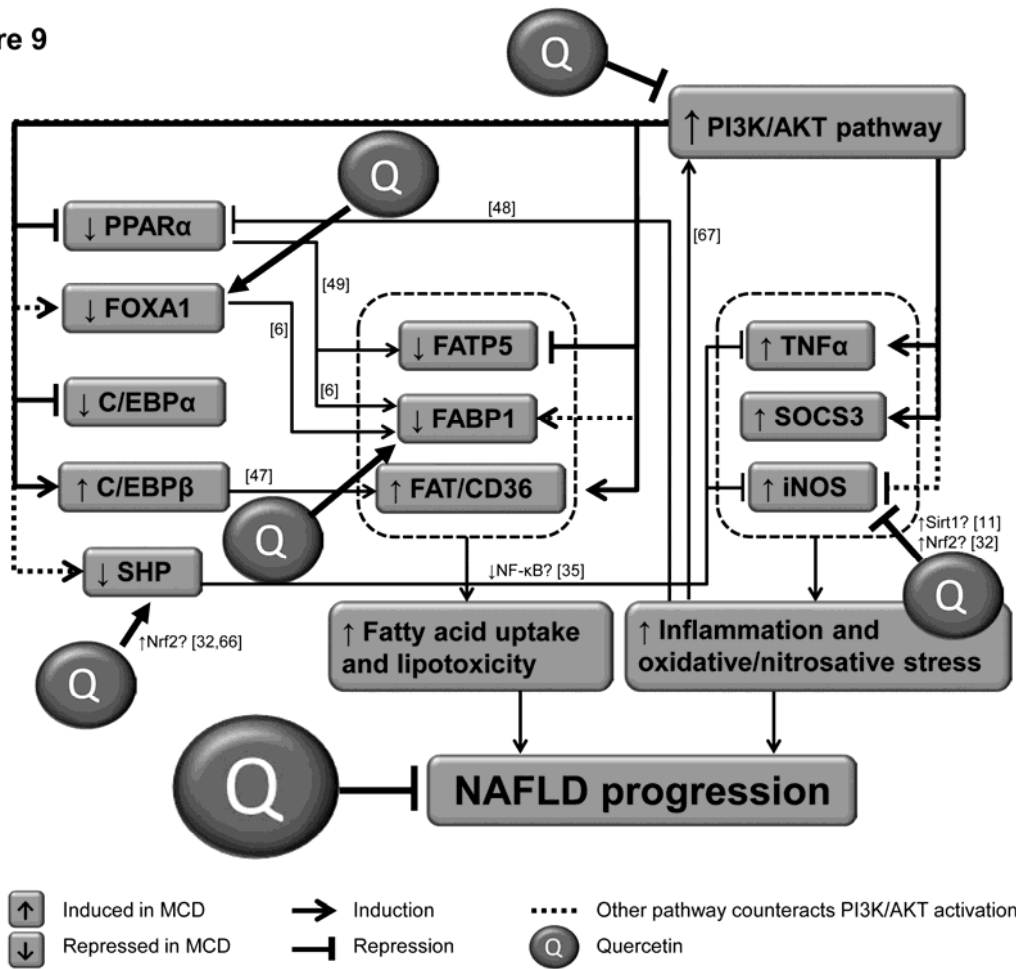 re 9
Q
↑ PI3K/AKT pathway
Q
[48]
[67]
↓ PPARα
[49]
↓ FOXA1
[6]
↓ FATP5
↑ TNFα
[6]
↓ C/EBPα
↓ FABP1
↑ SOCS3
↑ C/EBPβ
[47]
↑ FAT/CD36
↑ iNOS
Q
↑Sirt1? [11]
↑Nrf2? [32]
↓ SHP
↓NF-κB? [35]
Q
↑Nrf2? [32,66]
Q
↑ Fatty acid uptake
and lipotoxicity
↑ Inflammation and
oxidative/nitrosative stress
Q
NAFLD progression
↑ Induced in MCD
Induction
Other pathway counteracts PI3K/AKT activation
↓ Repressed in MCD
Repression
Q Quercetin